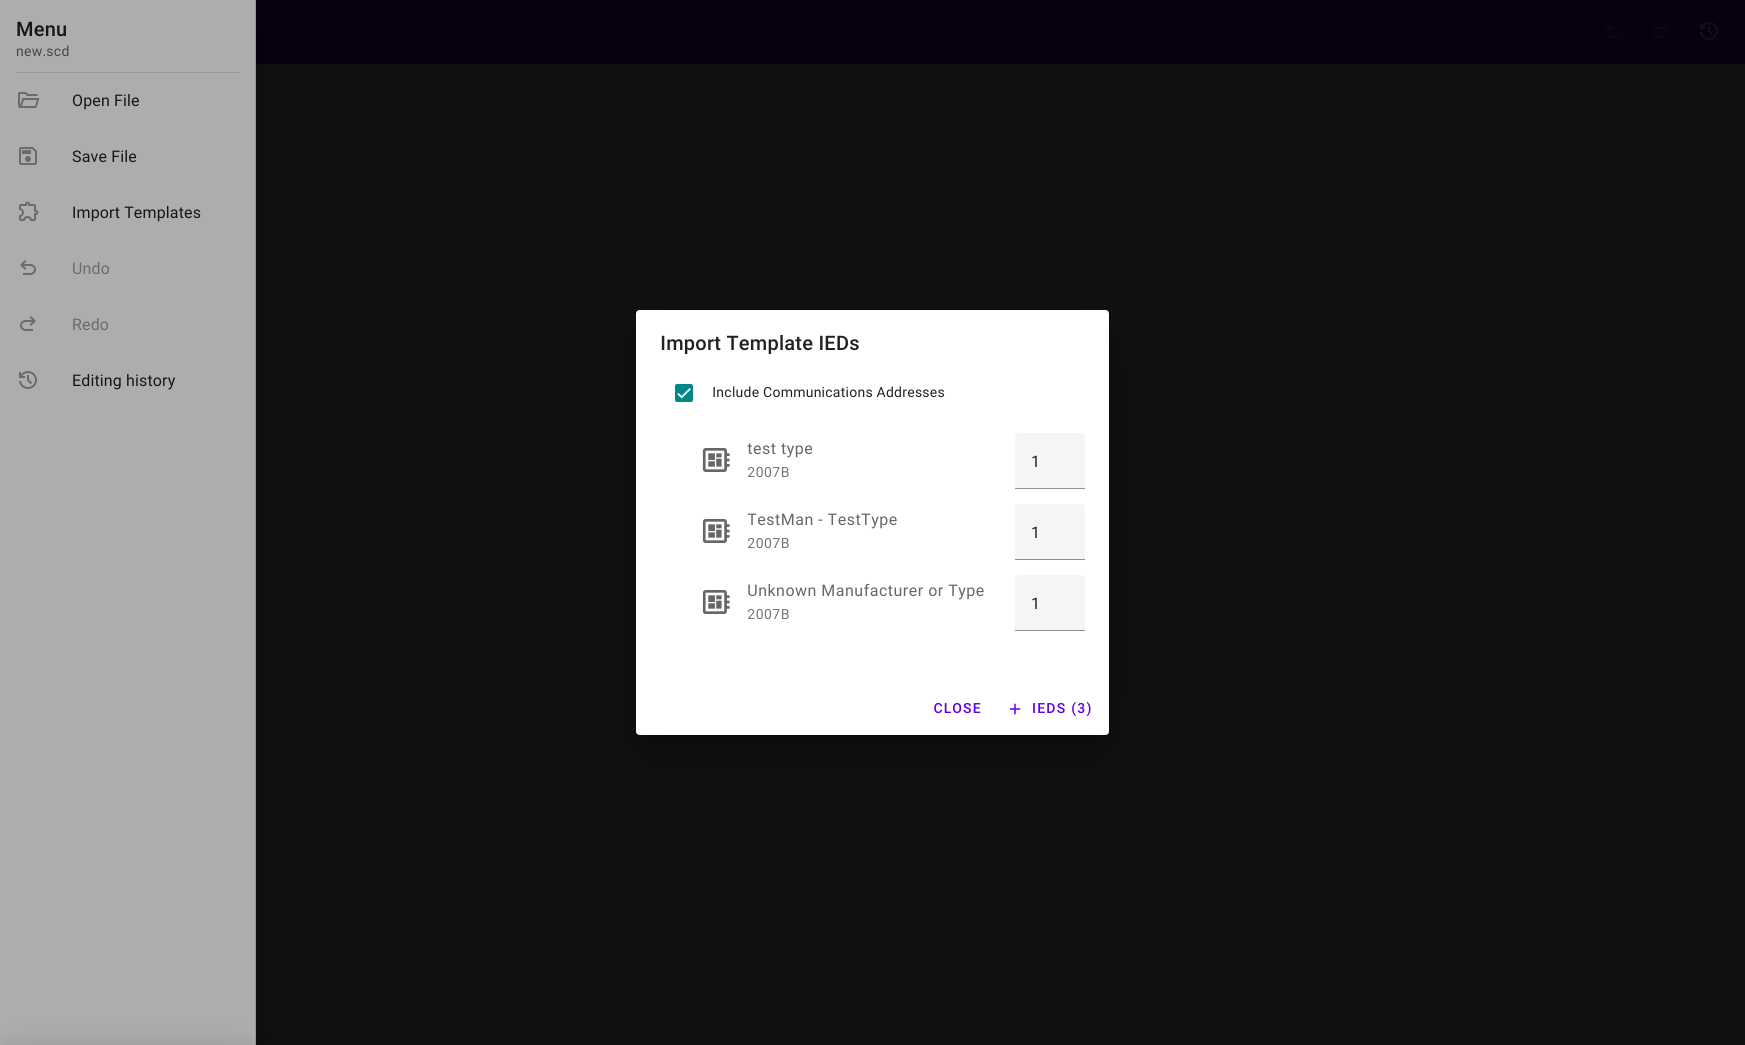 Menu
new.scd
Open File
Save File
Import Templates
Undo
Redo
Editing history
Import Template IEDs
Include Communications Addresses
test type
2007B
1
TestMan - TestType
2007B
1
Unknown Manufacturer or Type
2007B
1
CLOSE
+ IEDS (3)